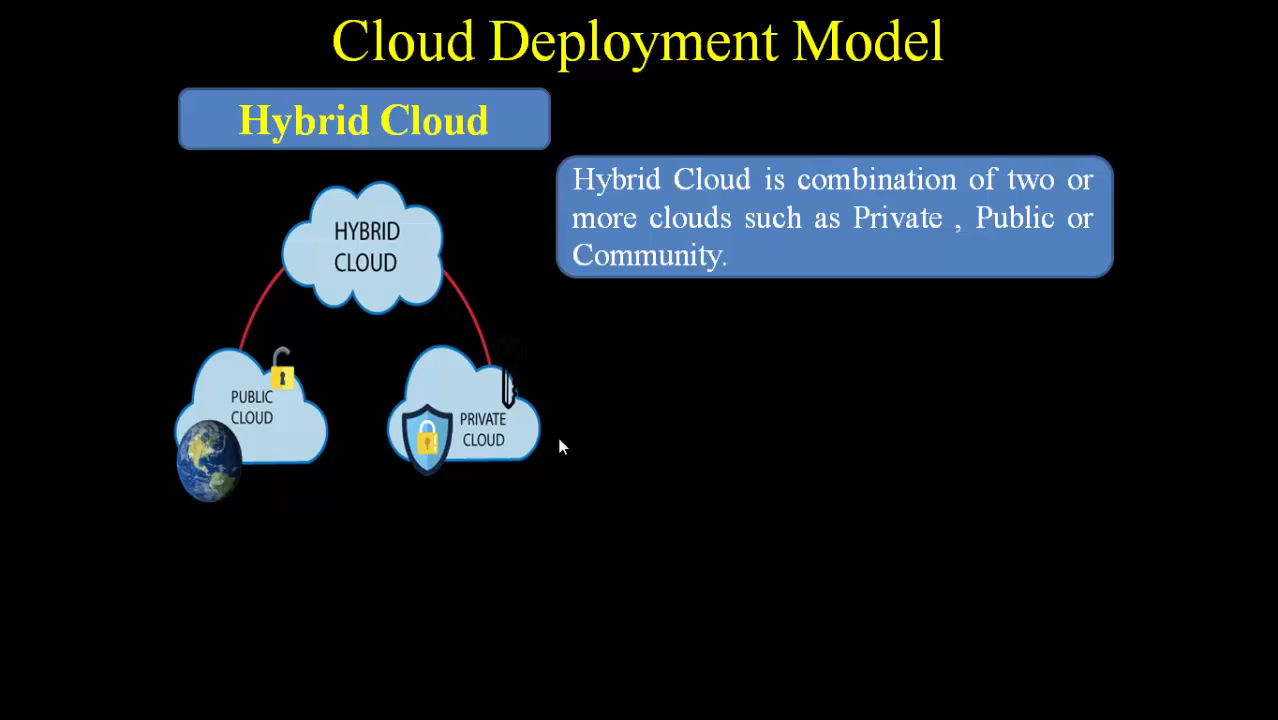 Cloud Deployment Model
Hybrid Cloud
Hybrid Cloud is combination of two or
more clouds such as Private , Public or
Community.
HYBRID
CLOUD
PUBLIC
CLOUD
PRIVATE
CLOUD